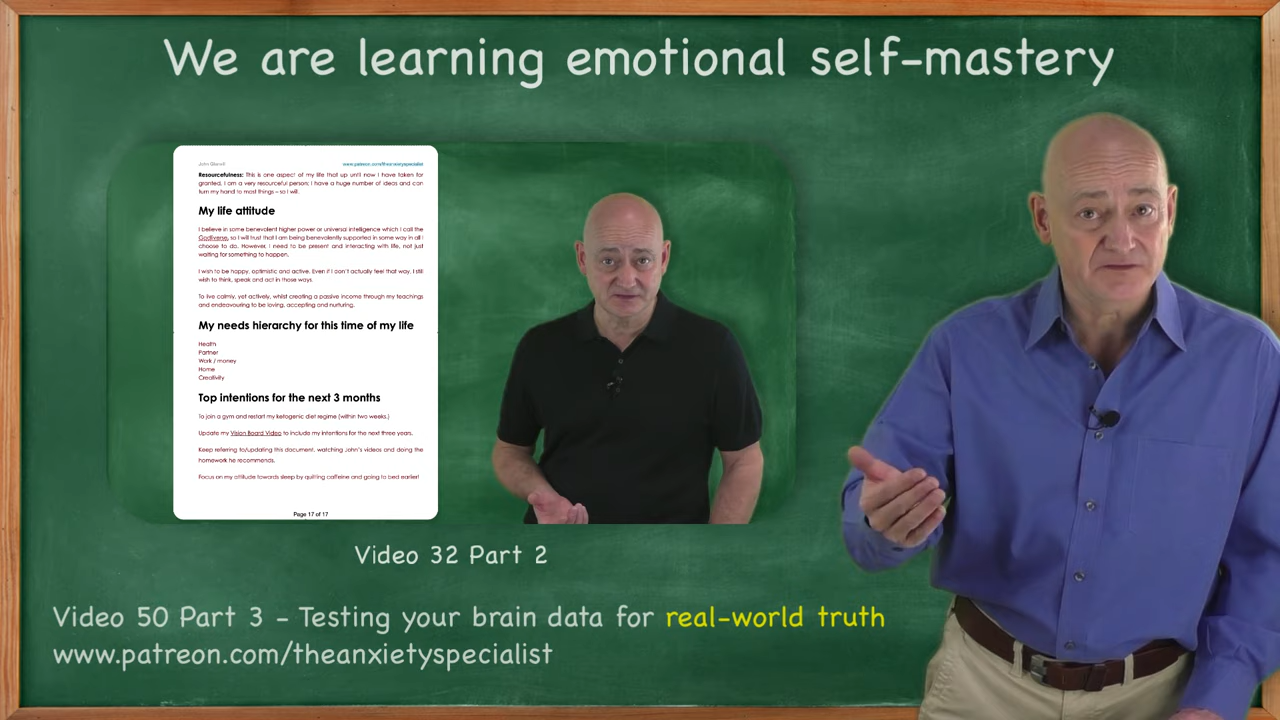 We are learning emotional self-mastery
John Glanvill
www.patreon.com/theanxietyspecialist
Resourcefulness: This is one aspect of my life that up until now I have taken for
granted. I am a very resourceful person; I have a huge number of ideas and can
turn my hand to most things – so I will.
My life attitude
I believe in some benevolent higher power or universal intelligence which I call the
Godiverse, so I will trust that I am being benevolently supported in some way in all I
choose to do. However, I need to be present and interacting with life, not just
waiting for something to happen.
I wish to be happy, optimistic and active. Even if I don't actually feel that way, I still
wish to think, speak and act in those ways.
To live calmly, yet actively, whilst creating a passive income through my teachings
and endeavouring to be loving, accepting and nurturing.
My needs hierarchy for this time of my life
Health
Partner
Work / money
Home
Creativity
Top intentions for the next 3 months
To join a gym and restart my ketogenic diet regime (within two weeks.)
Update my Vision Board Video to include my intentions for the next three years.
Keep referring to/updating this document, watching John's videos and doing the
homework he recommends.
Focus on my attitude towards sleep by quitting caffeine and going to bed earlier!
Page 17 of 17
Video 32 Part 2
Video 50 Part 3 – Testing your brain data for real-world truth
www.patreon.com/theanxietyspecialist